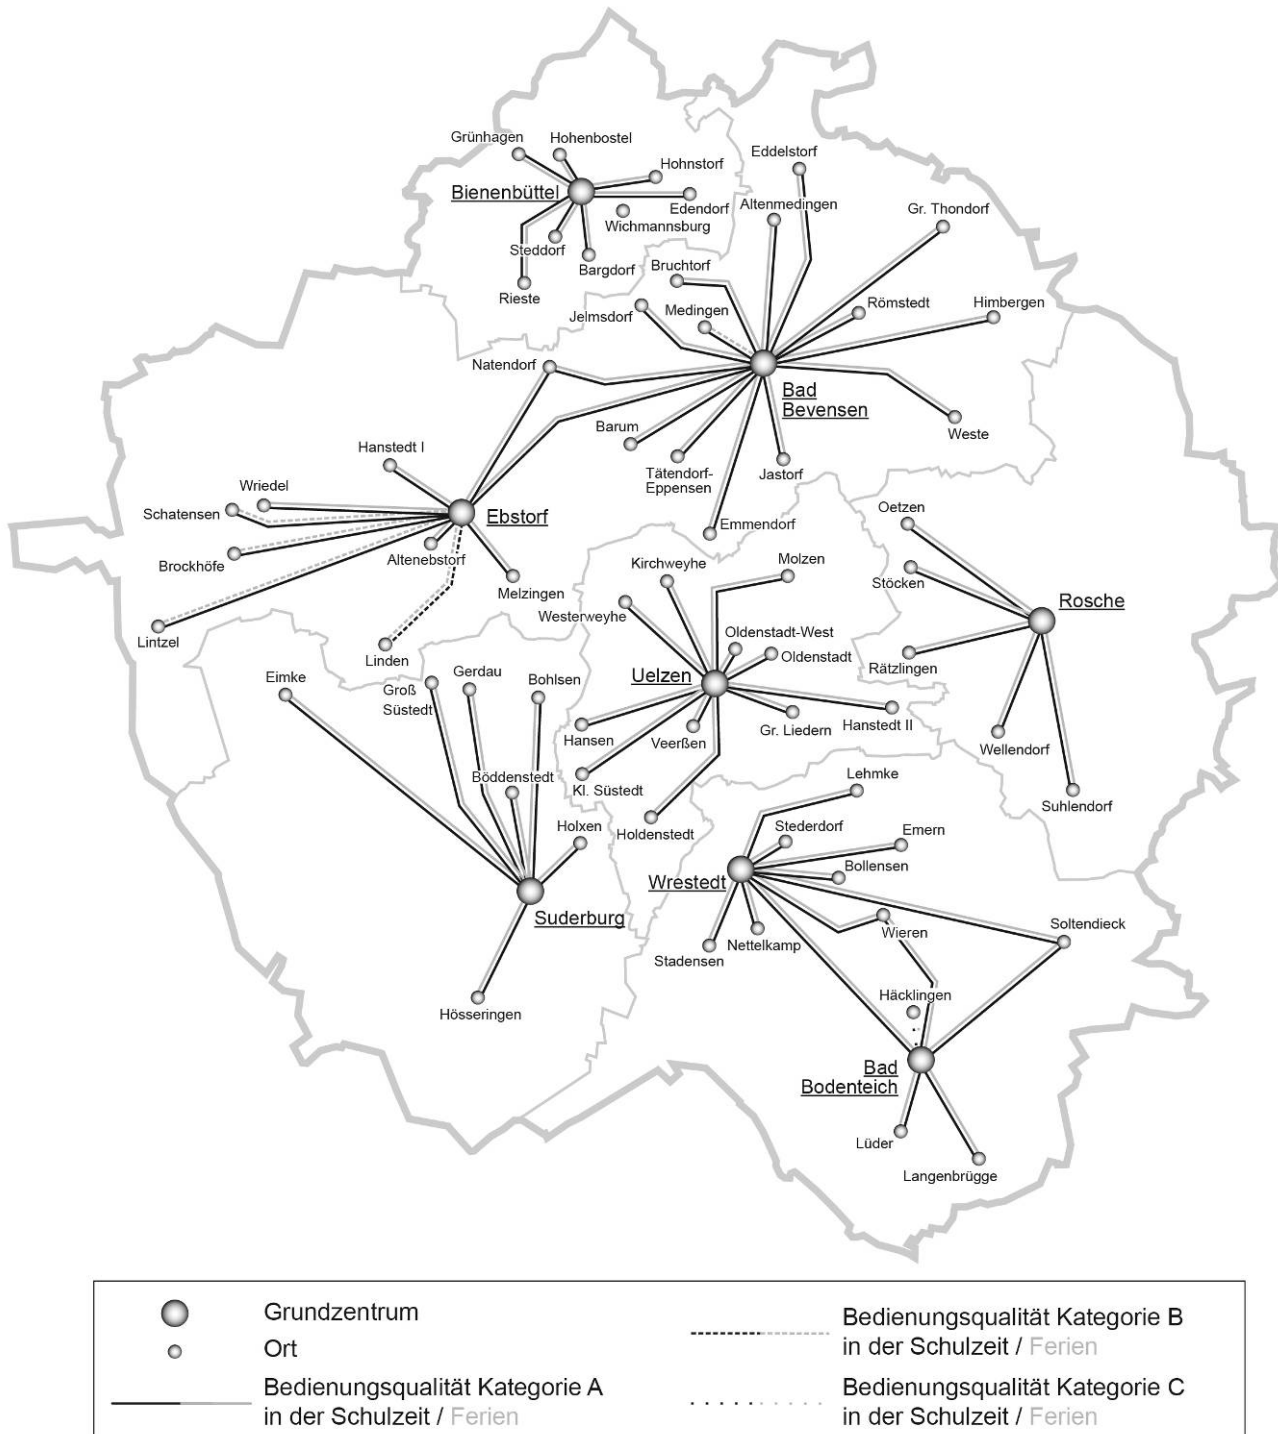 Grünhagen
Hohenbostel
Hohnstorf
Bienenbüttel
Edendorf
Wichmannsburg
Steddorf
Bargdorf
Rieste
Eddelstorf
Altenmedingen
Gr. Thondorf
Bruchtorf
Medingen
Jelmsdorf
Römstedt
Himbergen
Natendorf
Bad
Bevensen
Weste
Barum
Tätendorf-
Eppensen
Jastorf
Emmendorf
Hanstedt I
Wriedel
Schatensen
Ebstorf
Brockhöfe
Altenebstorf
Melzingen
Lintzel
Linden
Oetzen
Stöcken
Rosche
Rätzlingen
Wellendorf
Suhlendorf
Kirchweyhe
Molzen
Westerweyhe
Oldenstadt-West
Oldenstadt
Uelzen
Hansen
Veerßen
Gr. Liedern
Hanstedt II
Kl. Süstedt
Holdenstedt
Eimke
Groß
Süstedt
Gerdau
Bohlsen
Böddenstedt
Holxen
Suderburg
Hösseringen
Lehmke
Stederdorf
Emern
Bollensen
Wrestedt
Wieren
Soltendieck
Stadensen
Nettelkamp
Häcklingen
Bad
Bodenteich
Lüder
Langenbrügge
Grundzentrum
Ort
Bedienungsqualität Kategorie A
in der Schulzeit / Ferien
Bedienungsqualität Kategorie B
in der Schulzeit / Ferien
Bedienungsqualität Kategorie C
in der Schulzeit / Ferien